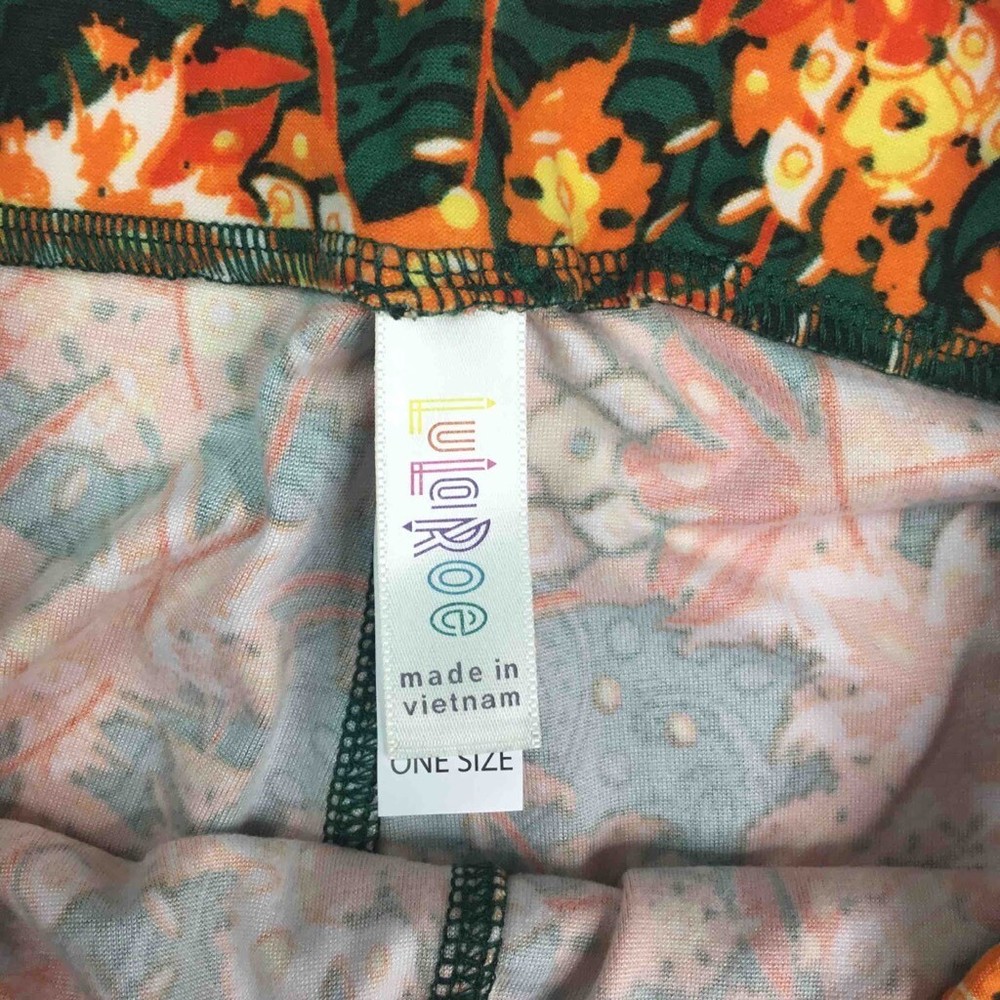 LuLaRoe
made in
vietnam
ONE SIZE